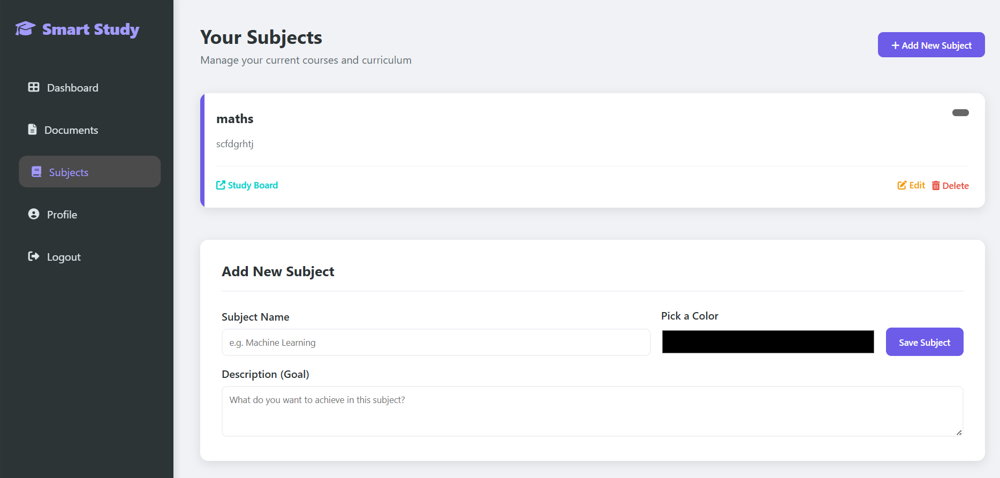 Smart Study
Dashboard
Documents
Subjects
Profile
Logout
Your Subjects
Manage your current courses and curriculum
+ Add New Subject
maths
scfdgrhtj
Study Board
Edit
Delete
Add New Subject
Subject Name
e.g. Machine Learning
Pick a Color
Save Subject
Description (Goal)
What do you want to achieve in this subject?